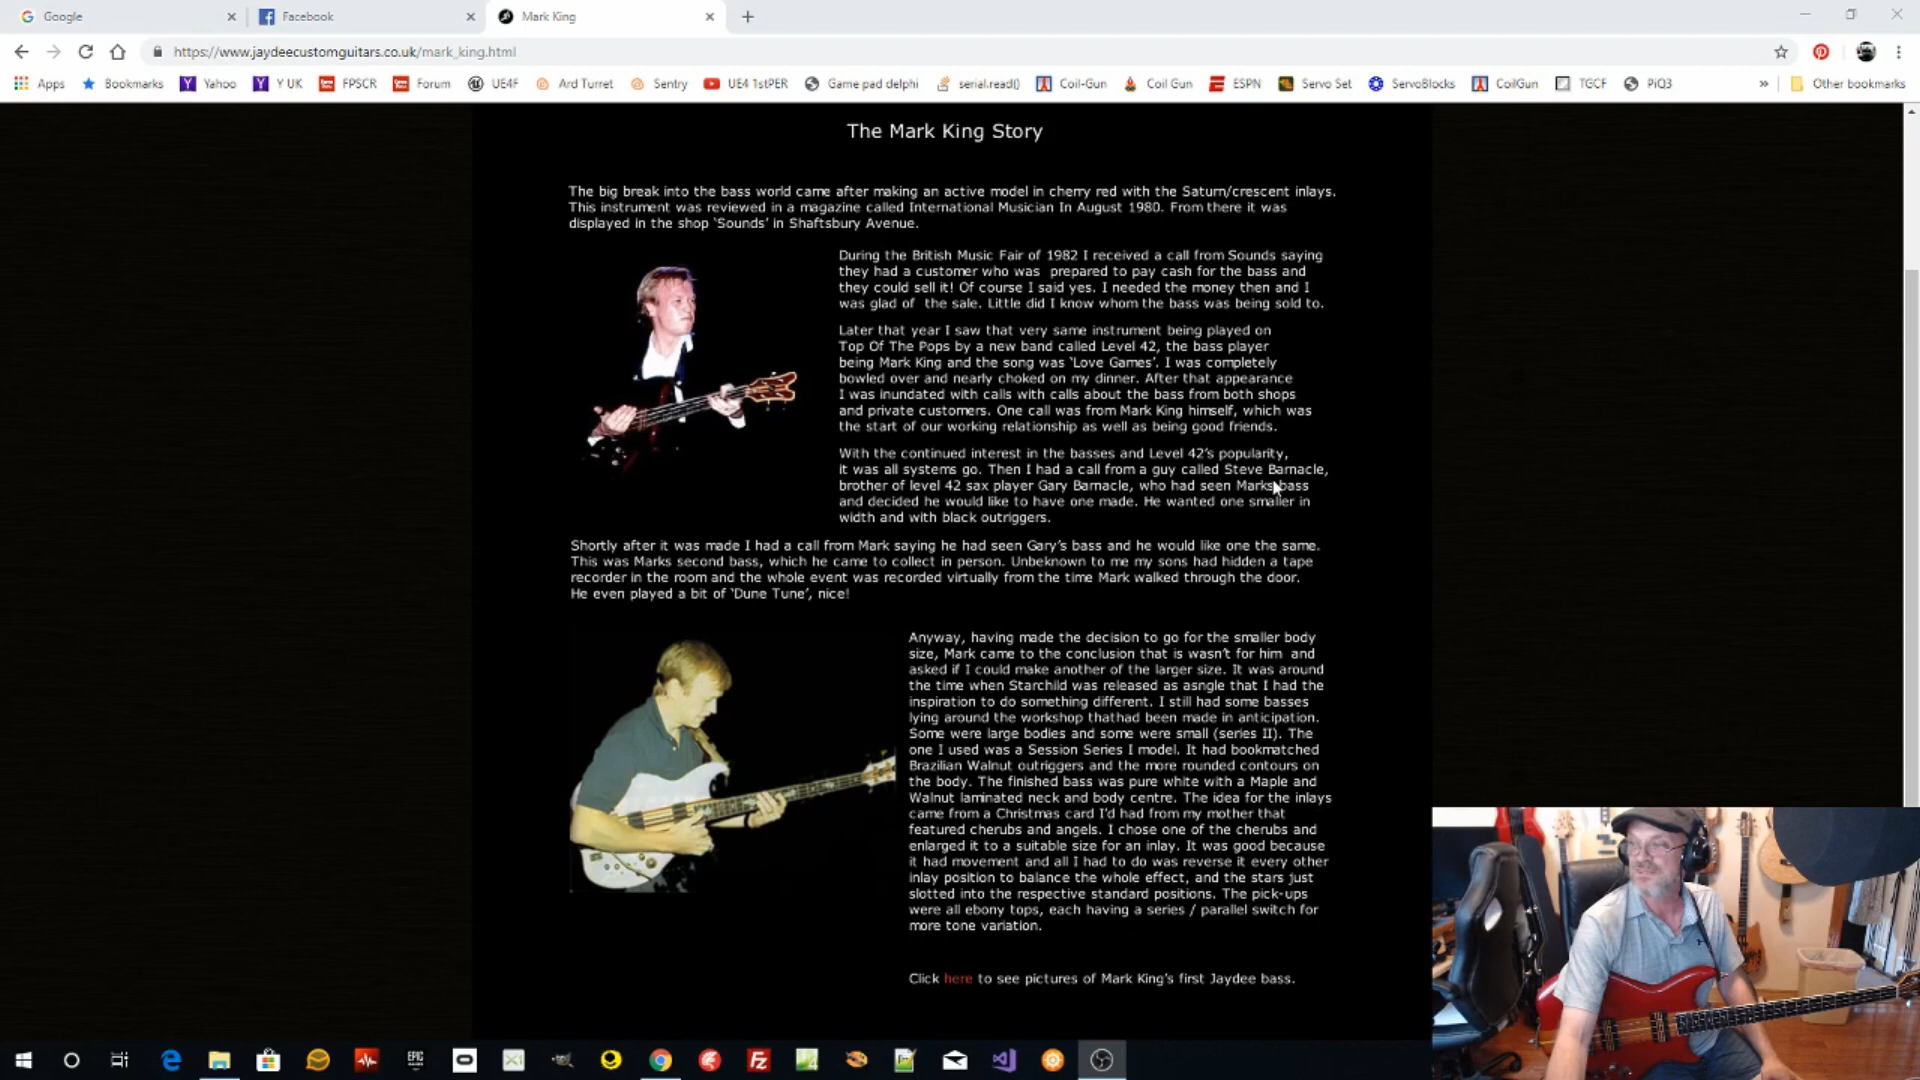 Google
Facebook
Mark King
https://www.jaydeecustomguitars.co.uk/mark_king.html
Apps Bookmarks Yahoo Y UK FPSCR Forum UE4F Ard Turret Sentry UE4 1stPER Game pad delphi serial.read() Coil-Gun Coil Gun ESPN Servo Set ServoBlocks CoilGun TGCF PiQ3 » Other bookmarks
The Mark King Story
The big break into the bass world came after making an active model in cherry red with the Saturn/crescent inlays.
This instrument was reviewed in a magazine called International Musician In August 1980. From there it was
displayed in the shop 'Sounds' in Shaftsbury Avenue.
During the British Music Fair of 1982 I received a call from Sounds saying
they had a customer who was prepared to pay cash for the bass and
they could sell it! Of course I said yes. I needed the money then and I
was glad of the sale. Little did I know whom the bass was being sold to.
Later that year I saw that very same instrument being played on
Top Of The Pops by a new band called Level 42, the bass player
being Mark King and the song was 'Love Games'. I was completely
bowled over and nearly choked on my dinner. After that appearance
I was inundated with calls with calls about the bass from both shops
and private customers. One call was from Mark King himself, which was
the start of our working relationship as well as being good friends.
With the continued interest in the basses and Level 42's popularity,
it was all systems go. Then I had a call from a guy called Steve Barnacle,
brother of level 42 sax player Gary Barnacle, who had seen Marks bass
and decided he would like to have one made. He wanted one smaller in
width and with black outriggers.
Shortly after it was made I had a call from Mark saying he had seen Gary's bass and he would like one the same.
This was Marks second bass, which he came to collect in person. Unbeknown to me my sons had hidden a tape
recorder in the room and the whole event was recorded virtually from the time Mark walked through the door.
He even played a bit of 'Dune Tune', nice!
Anyway, having made the decision to go for the smaller body
size, Mark came to the conclusion that is wasn't for him and
asked if I could make another of the larger size. It was around
the time when Starchild was released as asngle that I had the
inspiration to do something different. I still had some basses
lying around the workshop thathad been made in anticipation.
Some were large bodies and some were small (series II). The
one I used was a Session Series I model. It had bookmatched
Brazilian Walnut outriggers and the more rounded contours on
the body. The finished bass was pure white with a Maple and
Walnut laminated neck and body centre. The idea for the inlays
came from a Christmas card I'd had from my mother that
featured cherubs and angels. I chose one of the cherubs and
enlarged it to a suitable size for an inlay. It was good because
it had movement and all I had to do was reverse it every other
inlay position to balance the whole effect, and the stars just
slotted into the respective standard positions. The pick-ups
were all ebony tops, each having a series / parallel switch for
more tone variation.
Click here to see pictures of Mark King's first Jaydee bass.